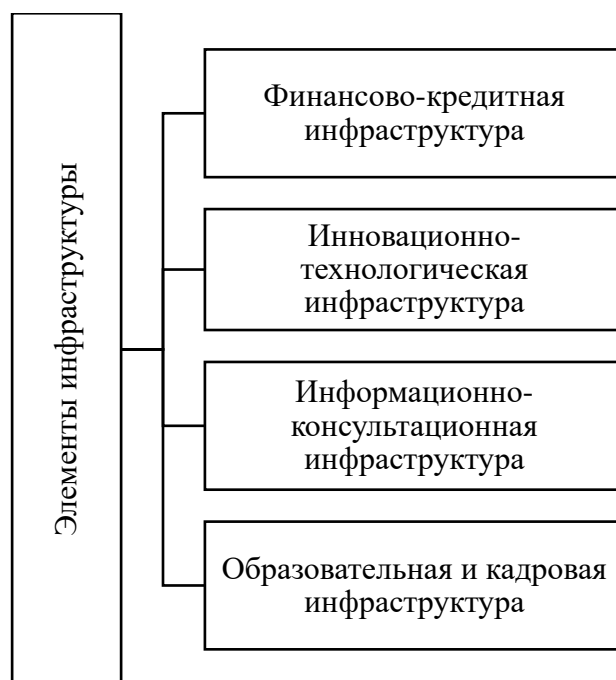 Элементы инфраструктуры
Финансово-кредитная
инфраструктура
Инновационно-
технологическая
инфраструктура
Информационно-
консультационная
инфраструктура
Образовательная и кадровая
инфраструктура